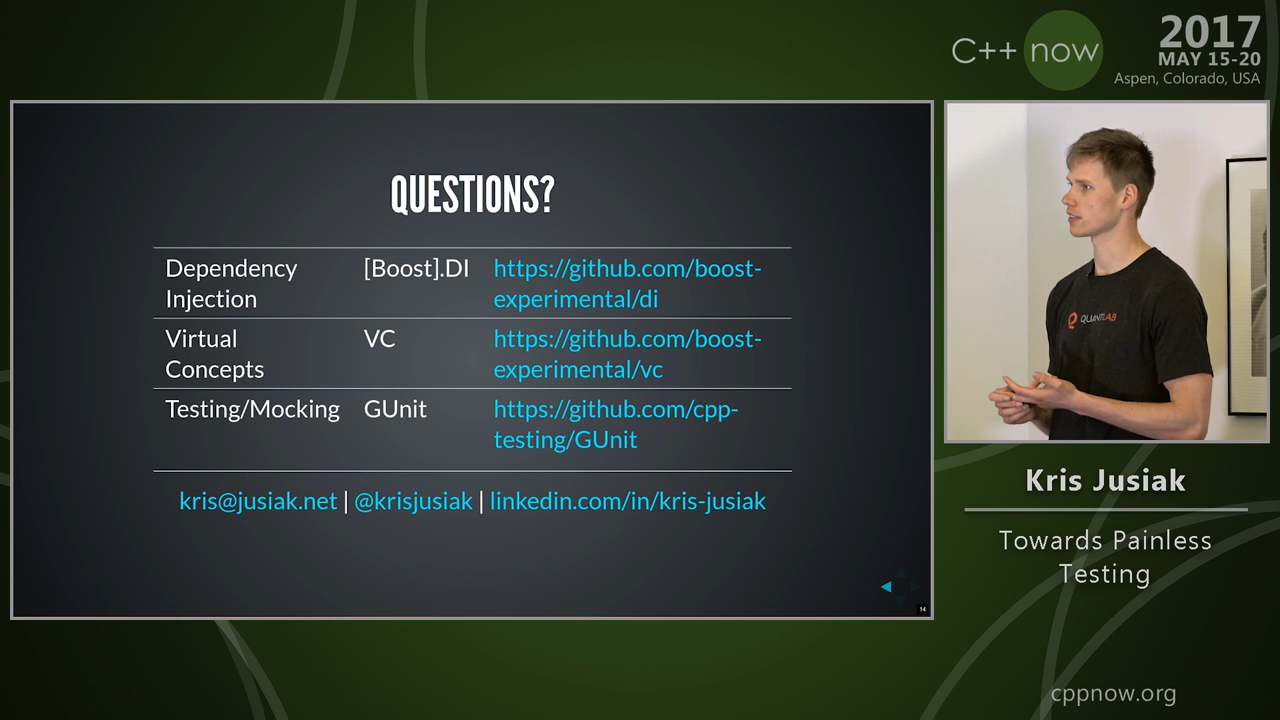 C++ now
2017
MAY 15-20
Aspen, Colorado, USA
QUESTIONS?
Dependency
Injection
[Boost].DI
https://github.com/boost-
experimental/di
Virtual
Concepts
VC
https://github.com/boost-
experimental/vc
Testing/Mocking
GUnit
https://github.com/cpp-
testing/GUnit
kris@jusiak.net | @krisjusiak | linkedin.com/in/kris-jusiak
14
QUANTLAB
Kris Jusiak
Towards Painless
Testing
cppnow.org